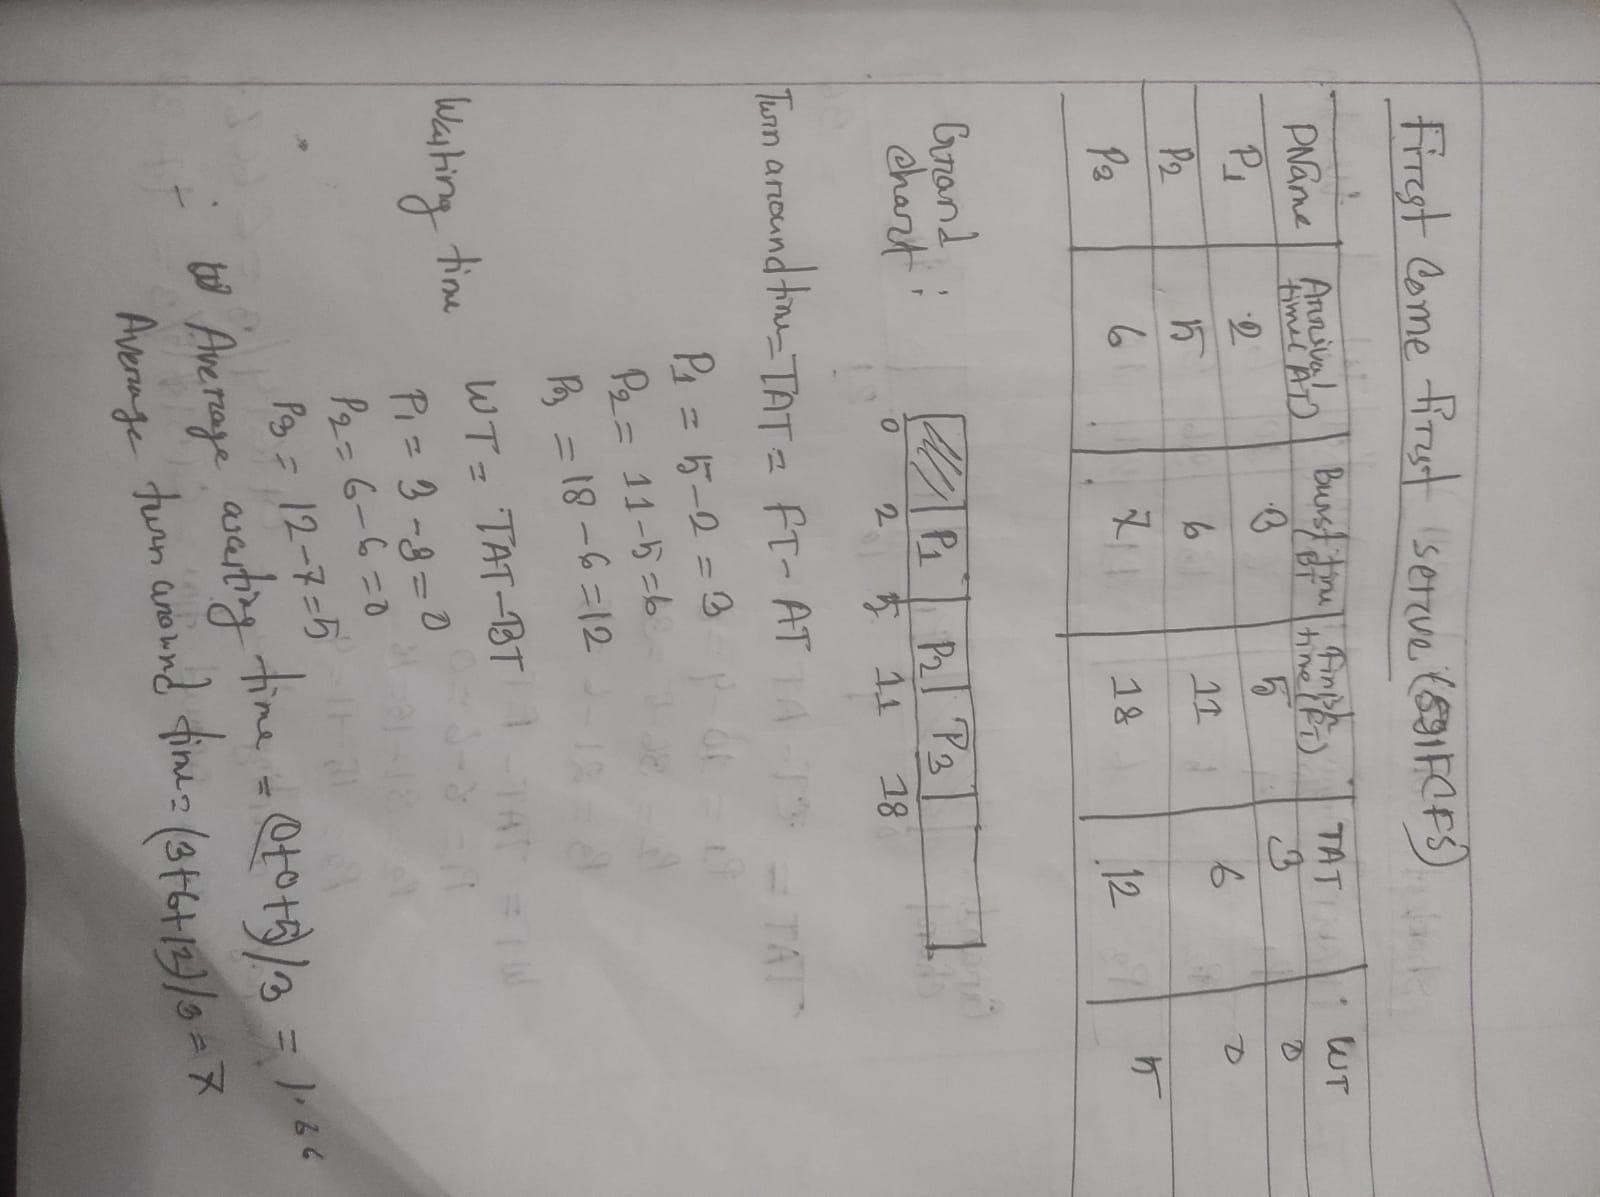 First Come first serve (FCFS)
PName Arrival time(AT) Burst time BT Finish time(FT) TAT WT
P1 2 3 5 3 0
P2 5 6 11 6 0
P3 6 7 18 12 5
Grand chart :
P1 P2 P3
0 2 5 11 18
Turn around time = TAT = FT - AT
P1 = 5-2 = 3
P2 = 11-5=6
P3 = 18-6=12
Waiting time WT = TAT-BT
P1 = 3-3=0
P2 = 6-6=0
P3 = 12-7=5
∴ Average waiting time = (0+0+5)/3 = 1.66
Average turn around time = (3+6+12)/3 = 7